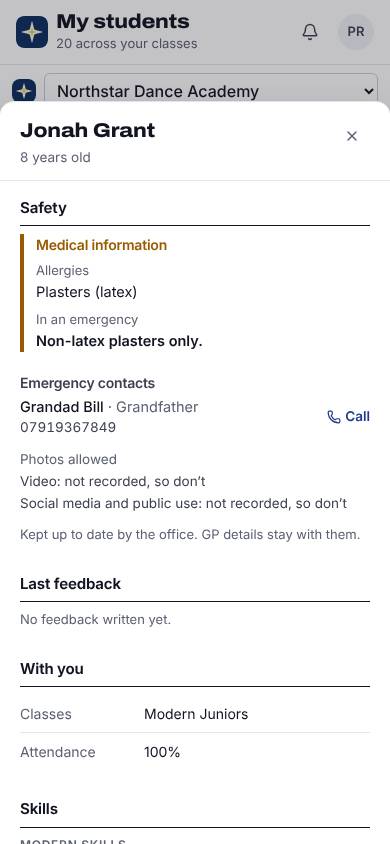 My students
20 across your classes
PR
Northstar Dance Academy
Jonah Grant
8 years old
Safety
Medical information
Allergies
Plasters (latex)
In an emergency
Non-latex plasters only.
Emergency contacts
Grandad Bill · Grandfather
07919367849
Call
Photos allowed
Video: not recorded, so don’t
Social media and public use: not recorded, so don’t
Kept up to date by the office. GP details stay with them.
Last feedback
No feedback written yet.
With you
Classes Modern Juniors
Attendance 100%
Skills
MODERN SKILLS